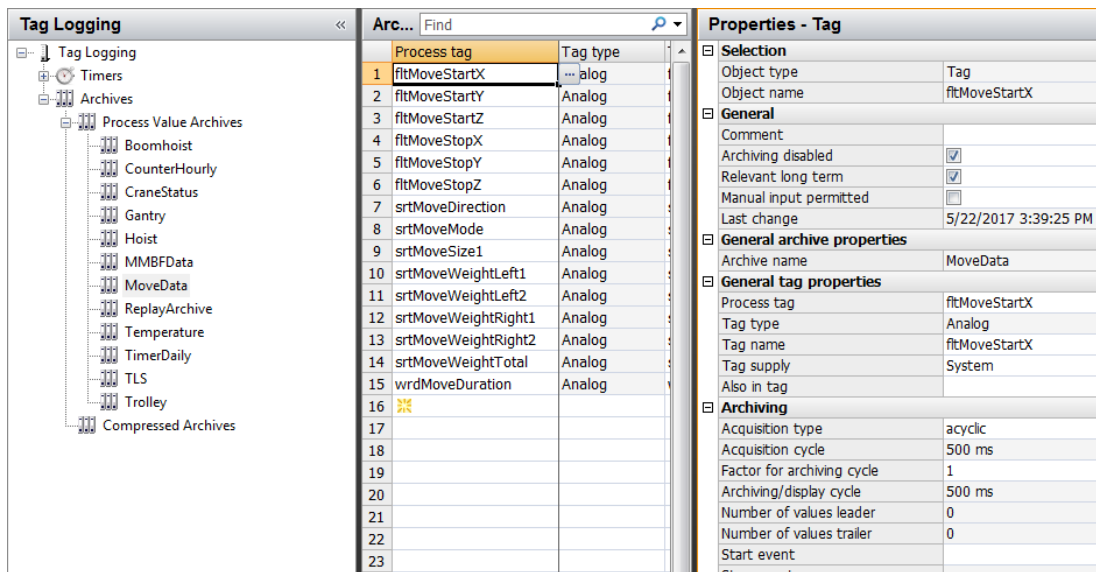 Tag Logging «
Tag Logging
Timers
Archives
Process Value Archives
Boomhoist
CounterHourly
CraneStatus
Gantry
Hoist
MMBFData
MoveData
ReplayArchive
Temperature
TimerDaily
TLS
Trolley
Compressed Archives
Arc... Find
Process tag Tag type
1 fltMoveStartX ... alog
2 fltMoveStartY Analog
3 fltMoveStartZ Analog
4 fltMoveStopX Analog
5 fltMoveStopY Analog
6 fltMoveStopZ Analog
7 srtMoveDirection Analog
8 srtMoveMode Analog
9 srtMoveSize1 Analog
10 srtMoveWeightLeft1 Analog
11 srtMoveWeightLeft2 Analog
12 srtMoveWeightRight1 Analog
13 srtMoveWeightRight2 Analog
14 srtMoveWeightTotal Analog
15 wrdMoveDuration Analog
16
17
18
19
20
21
22
23
Properties - Tag
Selection
Object type Tag
Object name fltMoveStartX
General
Comment
Archiving disabled
Relevant long term
Manual input permitted
Last change 5/22/2017 3:39:25 PM
General archive properties
Archive name MoveData
General tag properties
Process tag fltMoveStartX
Tag type Analog
Tag name fltMoveStartX
Tag supply System
Also in tag
Archiving
Acquisition type acyclic
Acquisition cycle 500 ms
Factor for archiving cycle 1
Archiving/display cycle 500 ms
Number of values leader 0
Number of values trailer 0
Start event